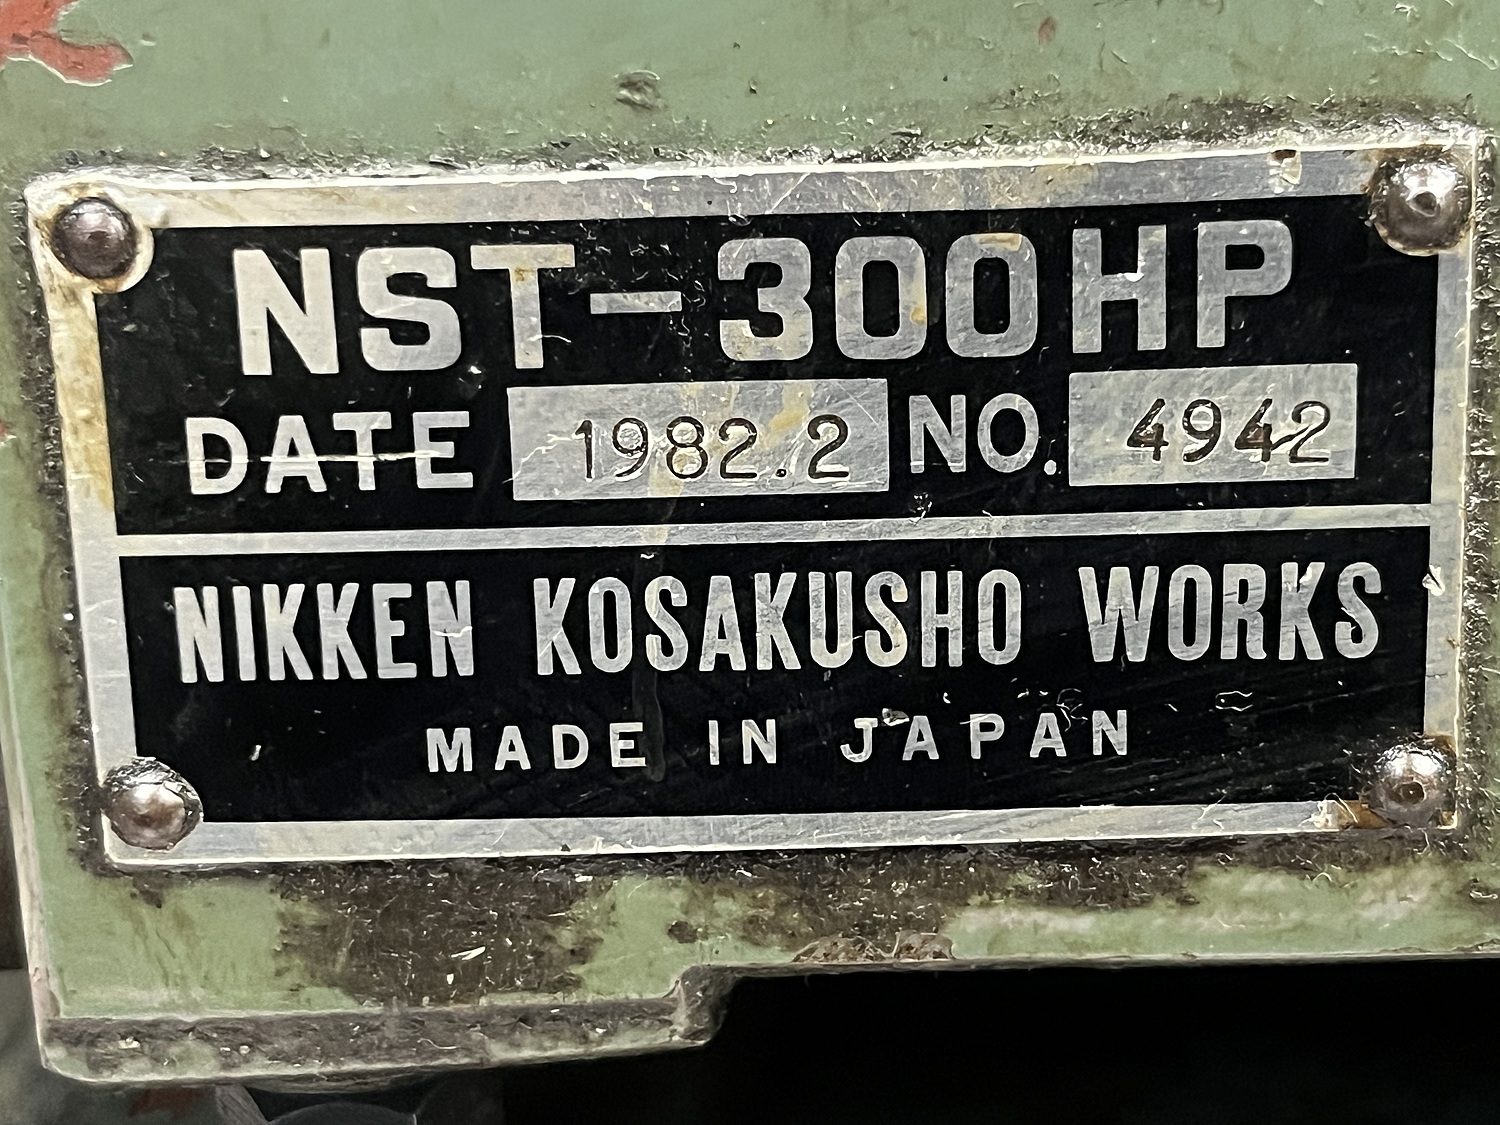 NST-300HP
DATE 1982.2 NO. 4942
NIKKEN KOSAKUSHO WORKS
MADE IN JAPAN